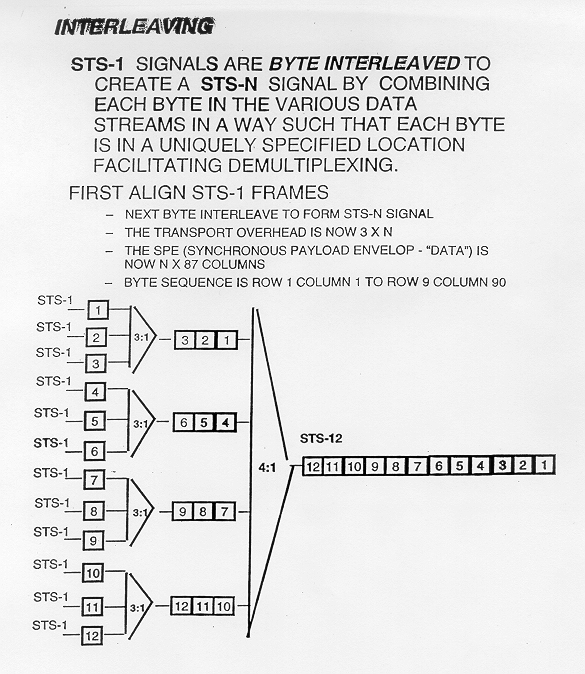 INTERLEAVING
STS-1 SIGNALS ARE BYTE INTERLEAVED TO
CREATE A STS-N SIGNAL BY COMBINING
EACH BYTE IN THE VARIOUS DATA
STREAMS IN A WAY SUCH THAT EACH BYTE
IS IN A UNIQUELY SPECIFIED LOCATION
FACILITATING DEMULTIPLEXING.
FIRST ALIGN STS-1 FRAMES
– NEXT BYTE INTERLEAVE TO FORM STS-N SIGNAL
– THE TRANSPORT OVERHEAD IS NOW 3 X N
– THE SPE (SYNCHRONOUS PAYLOAD ENVELOP - “DATA”) IS
NOW N X 87 COLUMNS
– BYTE SEQUENCE IS ROW 1 COLUMN 1 TO ROW 9 COLUMN 90
STS-1 1
STS-1 2
3:1 3 2 1
STS-1 3
STS-1 4
STS-1 5
3:1 6 5 4
STS-1 6
STS-12
4:1 12 11 10 9 8 7 6 5 4 3 2 1
STS-1 7
STS-1 8
3:1 9 8 7
STS-1 9
STS-1 10
STS-1 11
3:1 12 11 10
STS-1 12